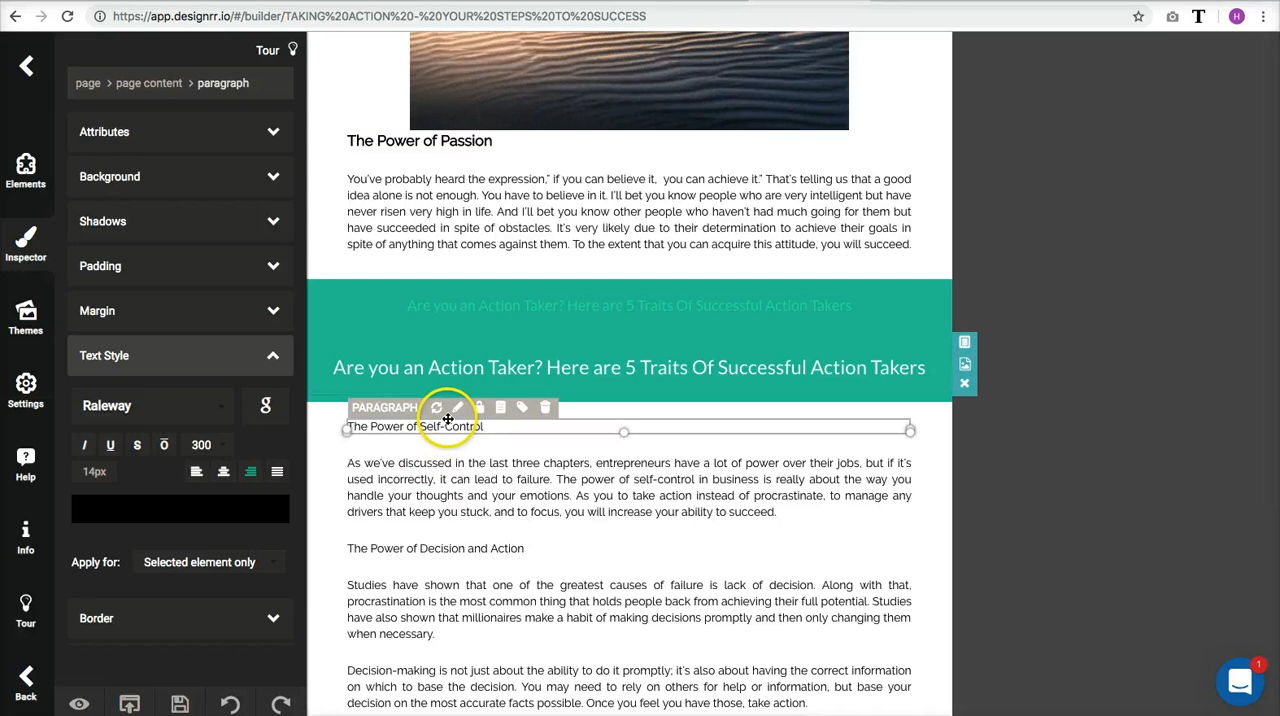 https://app.designrr.io/#/builder/TAKING%20ACTION%20-%20YOUR%20STEPS%20TO%20SUCCESS
T
H
Tour
page > page content > paragraph
Attributes
Background
Shadows
Padding
Margin
Text Style
Raleway
g
I U S O 300
14px
Apply for: Selected element only
Border
Elements
Inspector
Themes
Settings
Help
Info
Tour
Back
The Power of Passion
You've probably heard the expression," if you can believe it, you can achieve it." That's telling us that a good
idea alone is not enough. You have to believe in it. I'll bet you know people who are very intelligent but have
never risen very high in life. And I'll bet you know other people who haven't had much going for them but
have succeeded in spite of obstacles. It's very likely due to their determination to achieve their goals in
spite of anything that comes against them. To the extent that you can acquire this attitude, you will succeed.
Are you an Action Taker? Here are 5 Traits Of Successful Action Takers
Are you an Action Taker? Here are 5 Traits Of Successful Action Takers
PARAGRAPH
The Power of Self-Control
As we've discussed in the last three chapters, entrepreneurs have a lot of power over their jobs, but if it's
used incorrectly, it can lead to failure. The power of self-control in business is really about the way you
handle your thoughts and your emotions. As you to take action instead of procrastinate, to manage any
drivers that keep you stuck, and to focus, you will increase your ability to succeed.
The Power of Decision and Action
Studies have shown that one of the greatest causes of failure is lack of decision. Along with that,
procrastination is the most common thing that holds people back from achieving their full potential. Studies
have also shown that millionaires make a habit of making decisions promptly and then only changing them
when necessary.
Decision-making is not just about the ability to do it promptly; it's also about having the correct information
on which to base the decision. You may need to rely on others for help or information, but base your
decision on the most accurate facts possible. Once you feel you have those, take action.
1